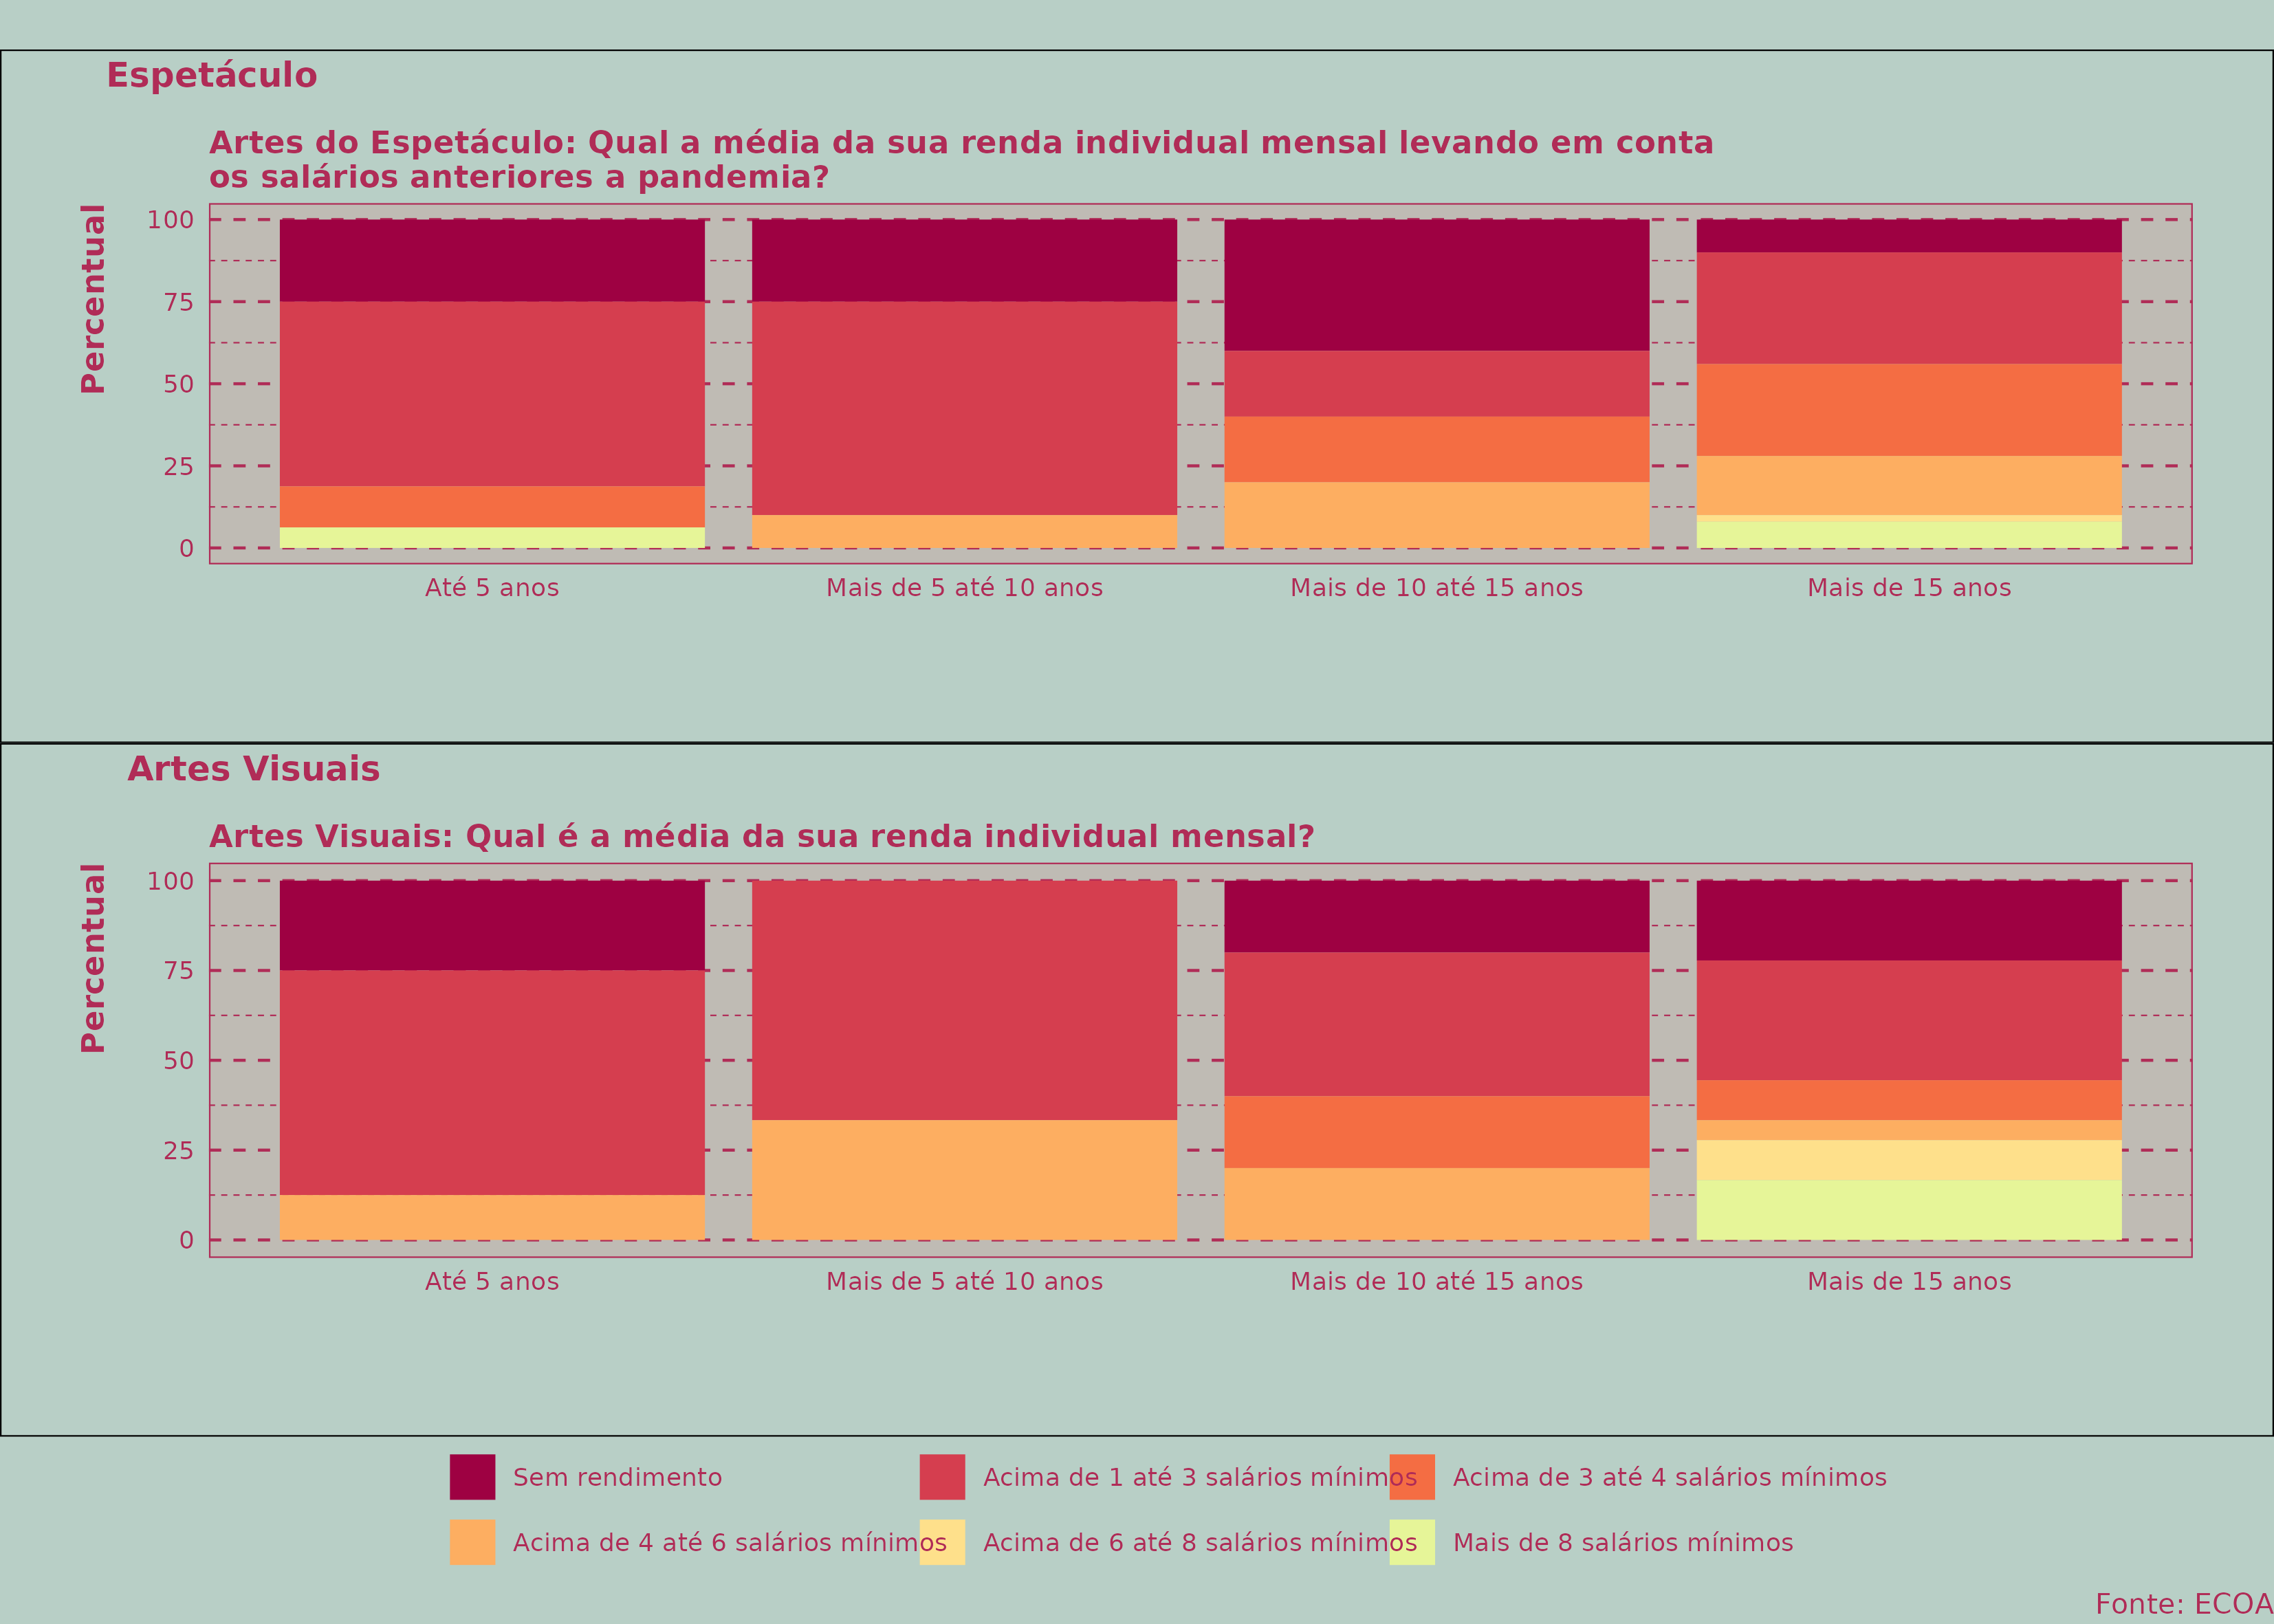 Espetáculo
Artes do Espetáculo: Qual a média da sua renda individual mensal levando em conta
os salários anteriores a pandemia?
Percentual
100
75
50
25
0
Até 5 anos
Mais de 5 até 10 anos
Mais de 10 até 15 anos
Mais de 15 anos
Artes Visuais
Artes Visuais: Qual é a média da sua renda individual mensal?
Percentual
100
75
50
25
0
Até 5 anos
Mais de 5 até 10 anos
Mais de 10 até 15 anos
Mais de 15 anos
Sem rendimento
Acima de 1 até 3 salários mínimos
Acima de 3 até 4 salários mínimos
Acima de 4 até 6 salários mínimos
Acima de 6 até 8 salários mínimos
Mais de 8 salários mínimos
Fonte: ECOA